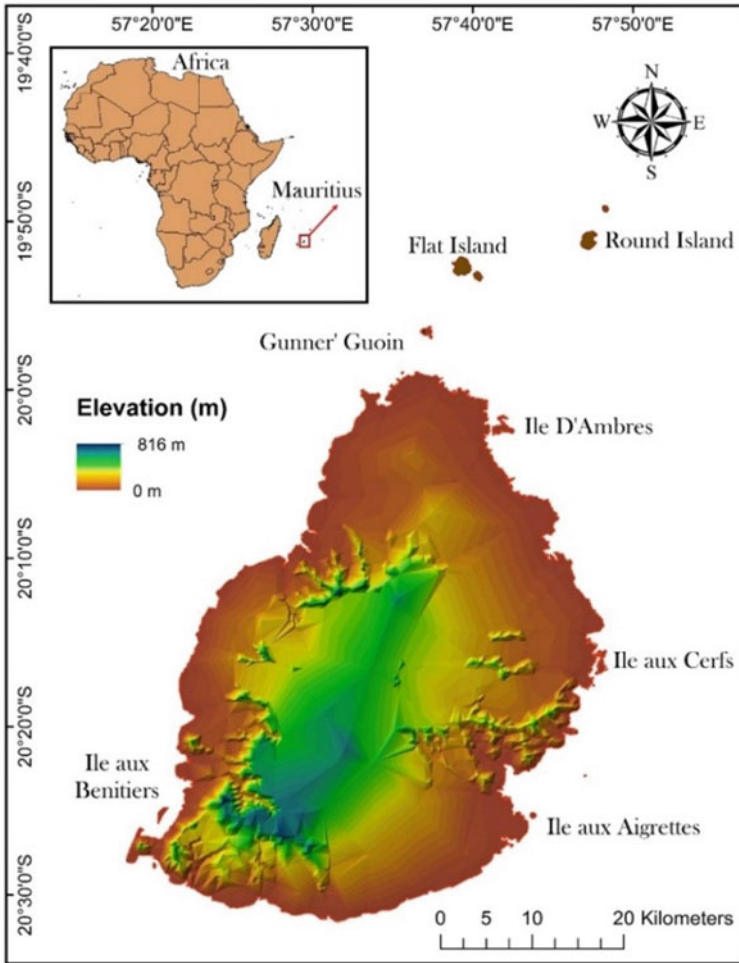 57°20'0"E
57°30'0"E
57°40'0"E
57°50'0"E
19°40'0"S
19°50'0"S
20°0'0"S
20°10'0"S
20°20'0"S
20°30'0"S
Africa
Mauritius
N
W E
S
Flat Island
Round Island
Gunner' Guoin
Elevation (m)
816 m
0 m
Ile D'Ambres
Ile aux Cerfs
Ile aux
Benitiers
Ile aux Aigrettes
0 5 10 20 Kilometers